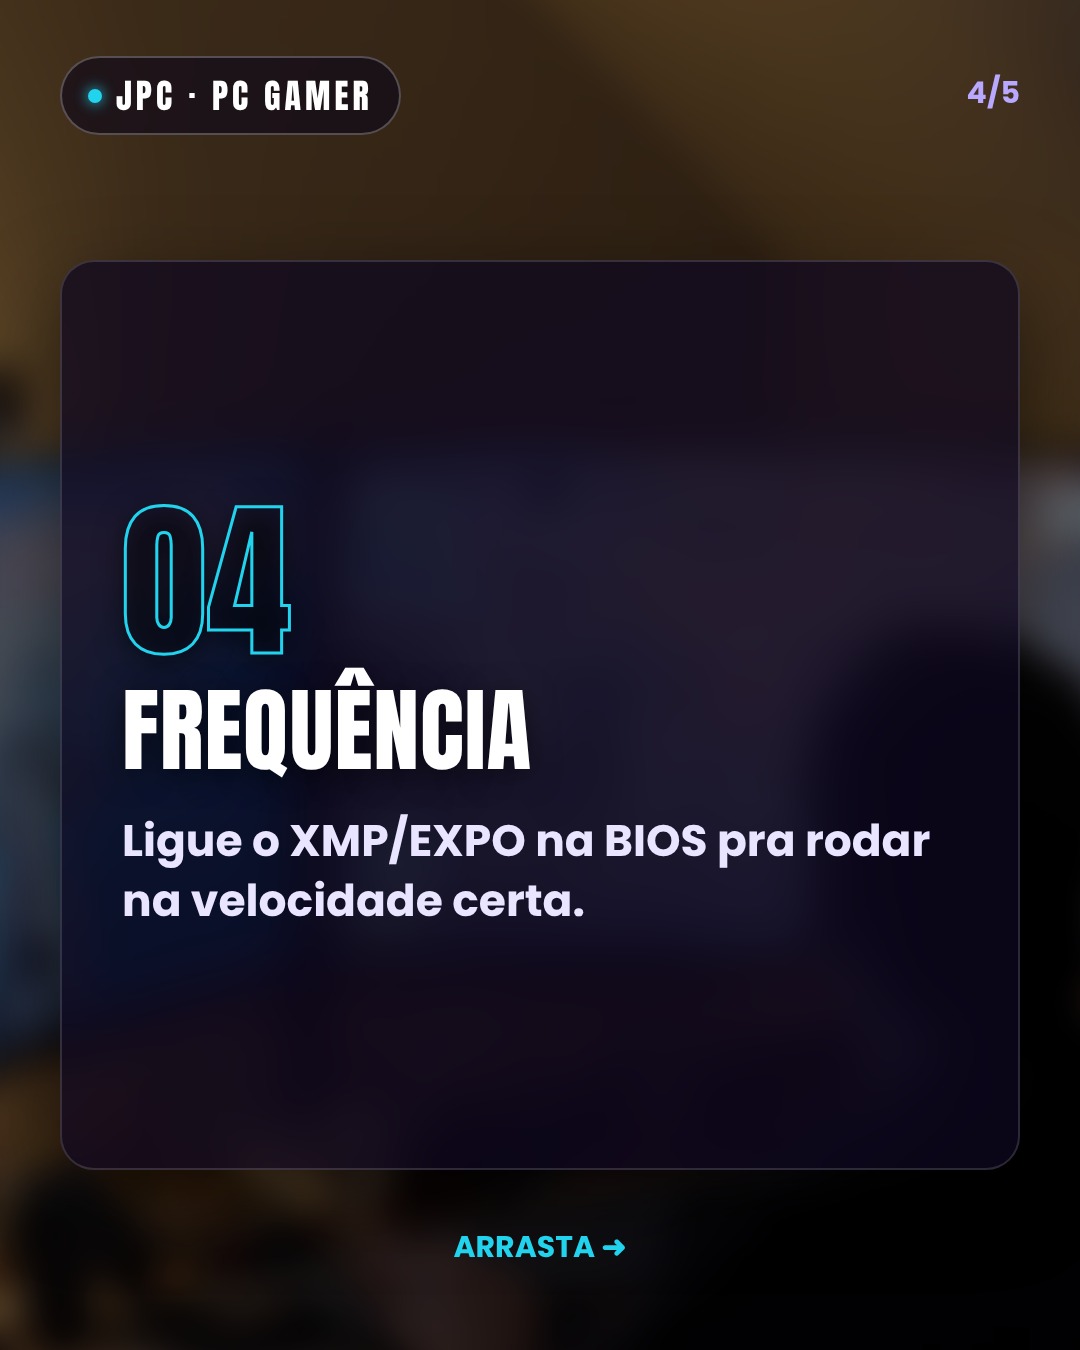 JPC · PC GAMER
4/5
04
FREQUÊNCIA
Ligue o XMP/EXPO na BIOS pra rodar
na velocidade certa.
ARRASTA ➜